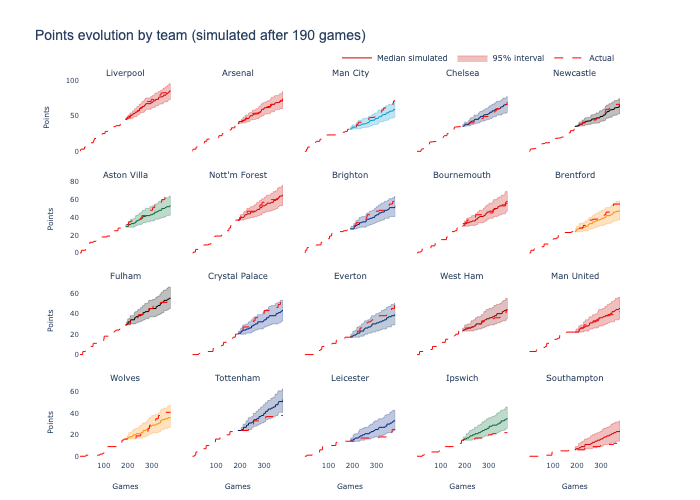 Points evolution by team (simulated after 190 games)
Median simulated 95% interval Actual
Liverpool Arsenal Man City Chelsea Newcastle
100
50
0
Points
Aston Villa Nott'm Forest Brighton Bournemouth Brentford
80
60
40
20
0
Points
Fulham Crystal Palace Everton West Ham Man United
60
40
20
0
Points
Wolves Tottenham Leicester Ipswich Southampton
60
40
20
0
Points
100 200 300 100 200 300 100 200 300 100 200 300 100 200 300
Games Games Games Games Games